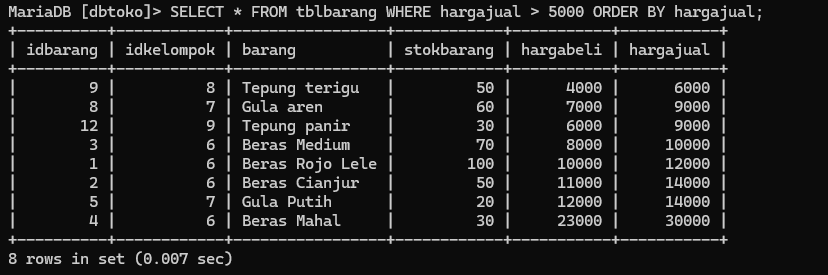 MariaDB [dbtoko]> SELECT * FROM tblbarang WHERE hargajual > 5000 ORDER BY hargajual;
+----------+------------+-----------------+------------+-----------+-----------+
| idbarang | idkelompok | barang          | stokbarang | hargabeli | hargajual |
+----------+------------+-----------------+------------+-----------+-----------+
|        9 |          8 | Tepung terigu   |         50 |      4000 |      6000 |
|        8 |          7 | Gula aren       |         60 |      7000 |      9000 |
|       12 |          9 | Tepung panir    |         30 |      6000 |      9000 |
|        3 |          6 | Beras Medium    |         70 |      8000 |     10000 |
|        1 |          6 | Beras Rojo Lele |        100 |     10000 |     12000 |
|        2 |          6 | Beras Cianjur   |         50 |     11000 |     14000 |
|        5 |          7 | Gula Putih      |         20 |     12000 |     14000 |
|        4 |          6 | Beras Mahal     |         30 |     23000 |     30000 |
+----------+------------+-----------------+------------+-----------+-----------+
8 rows in set (0.007 sec)